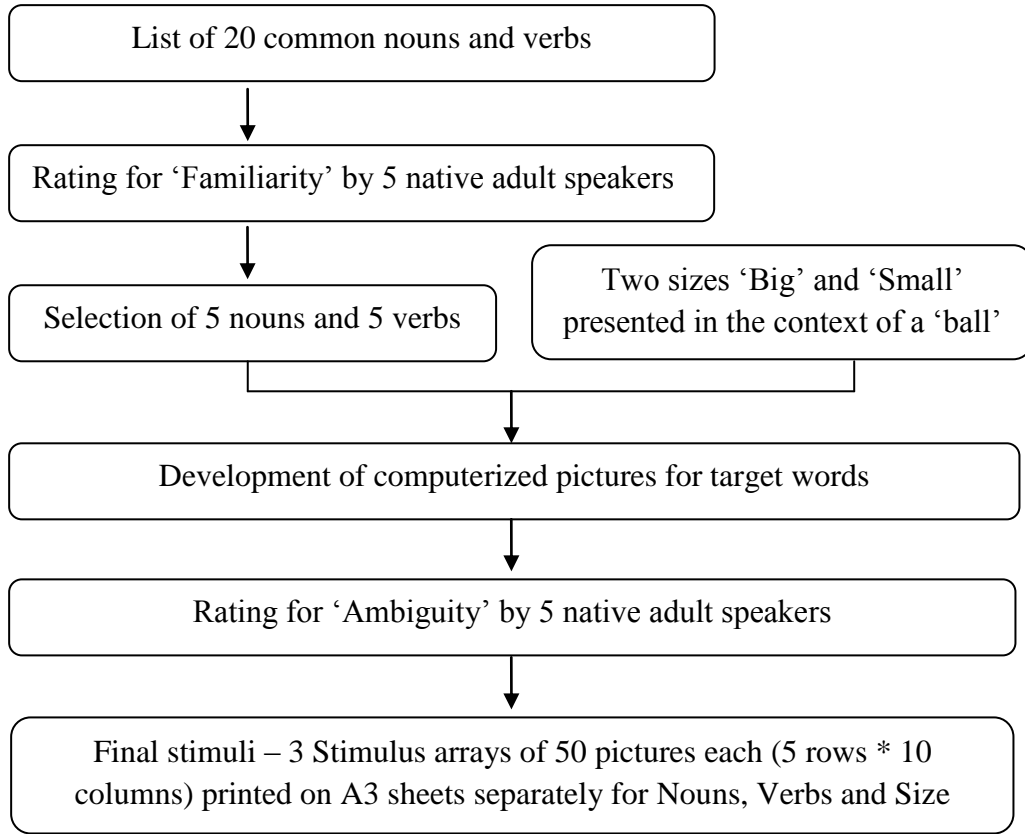 List of 20 common nouns and verbs
Rating for ‘Familiarity’ by 5 native adult speakers
Selection of 5 nouns and 5 verbs
Two sizes ‘Big’ and ‘Small’
presented in the context of a ‘ball’
Development of computerized pictures for target words
Rating for ‘Ambiguity’ by 5 native adult speakers
Final stimuli – 3 Stimulus arrays of 50 pictures each (5 rows * 10
columns) printed on A3 sheets separately for Nouns, Verbs and Size